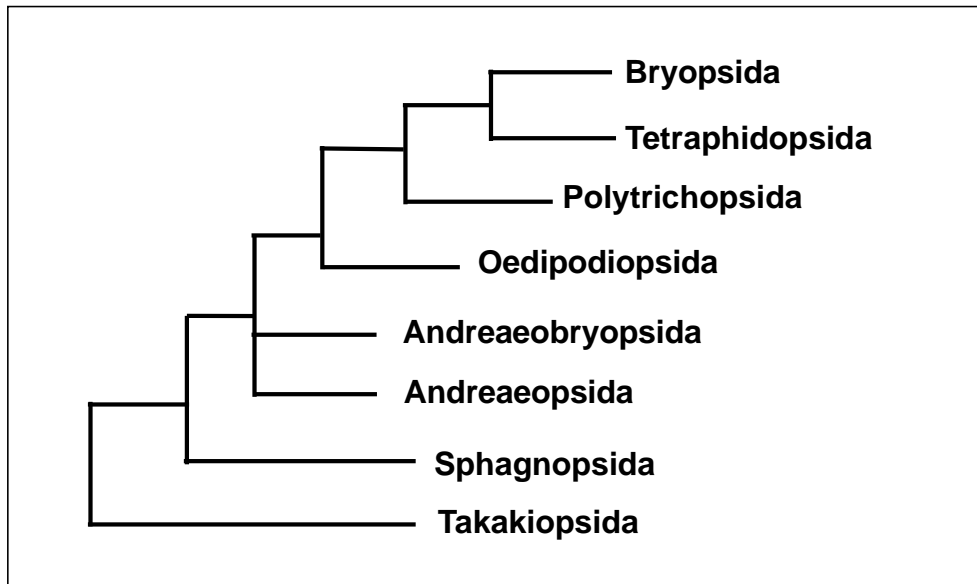 Bryopsida
Tetraphidopsida
Polytrichopsida
Oedipodiopsida
Andreaeobryopsida
Andreaeopsida
Sphagnopsida
Takakiopsida